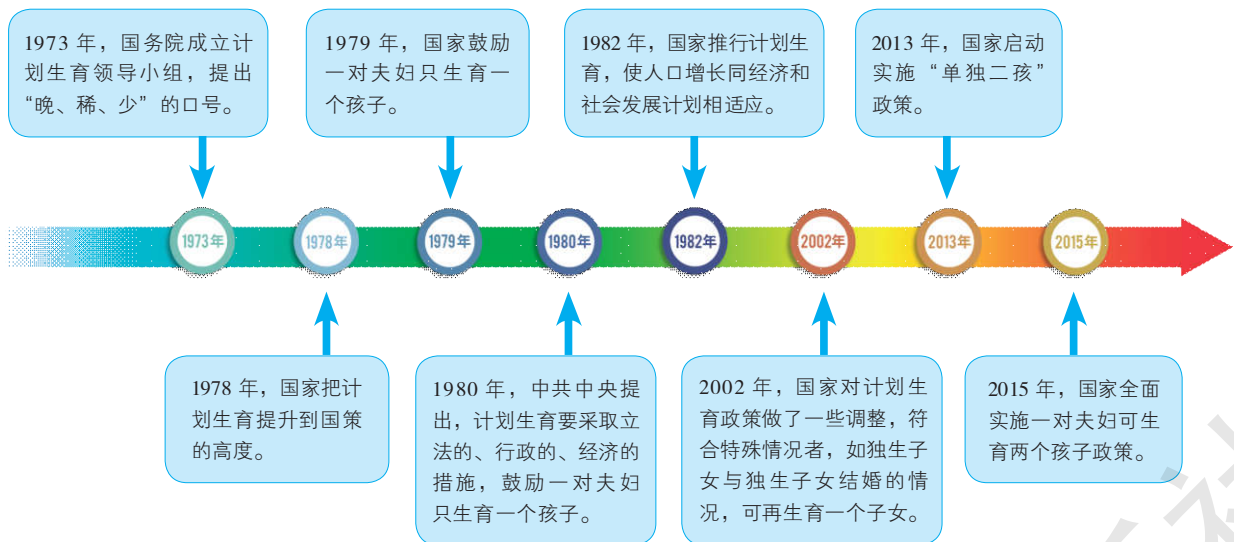 1973 年，国务院成立计
划生育领导小组，提出
“晚、稀、少”的口号。
1979 年，国家鼓励
一对夫妇只生育一
个孩子。
1982 年，国家推行计划生
育，使人口增长同经济和
社会发展计划相适应。
2013 年，国家启动
实施“单独二孩”
政策。
1973年
1978年
1979年
1980年
1982年
2002年
2013年
2015年
1978 年，国家把计
划生育提升到国策
的高度。
1980 年，中共中央提
出，计划生育要采取立
法的、行政的、经济的
措施，鼓励一对夫妇
只生育一个孩子。
2002 年，国家对计划生
育政策做了一些调整，符
合特殊情况者，如独生子
女与独生子女结婚的情
况，可再生育一个子女。
2015 年，国家全面
实施一对夫妇可生
育两个孩子政策。